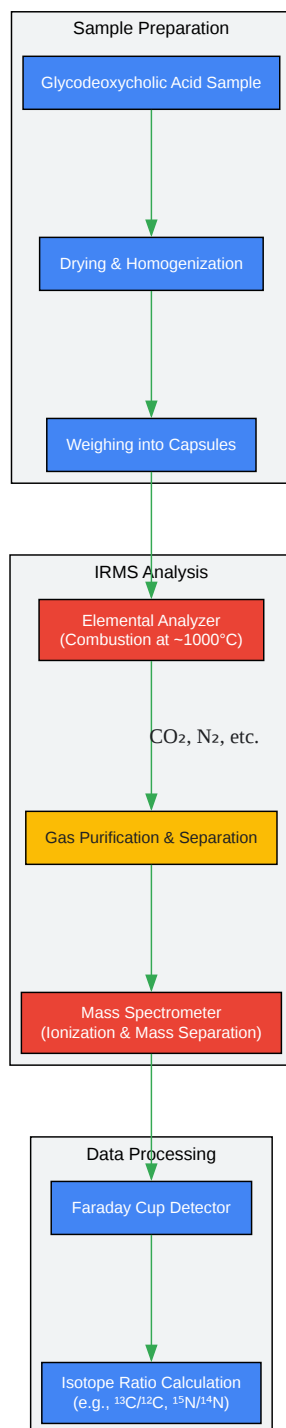 Sample Preparation
Glycodeoxycholic Acid Sample
Drying & Homogenization
Weighing into Capsules
IRMS Analysis
Elemental Analyzer
(Combustion at ~1000°C)
CO₂, N₂, etc.
Gas Purification & Separation
Mass Spectrometer
(Ionization & Mass Separation)
Data Processing
Faraday Cup Detector
Isotope Ratio Calculation
(e.g., ¹³C/¹²C, ¹⁵N/¹⁴N)